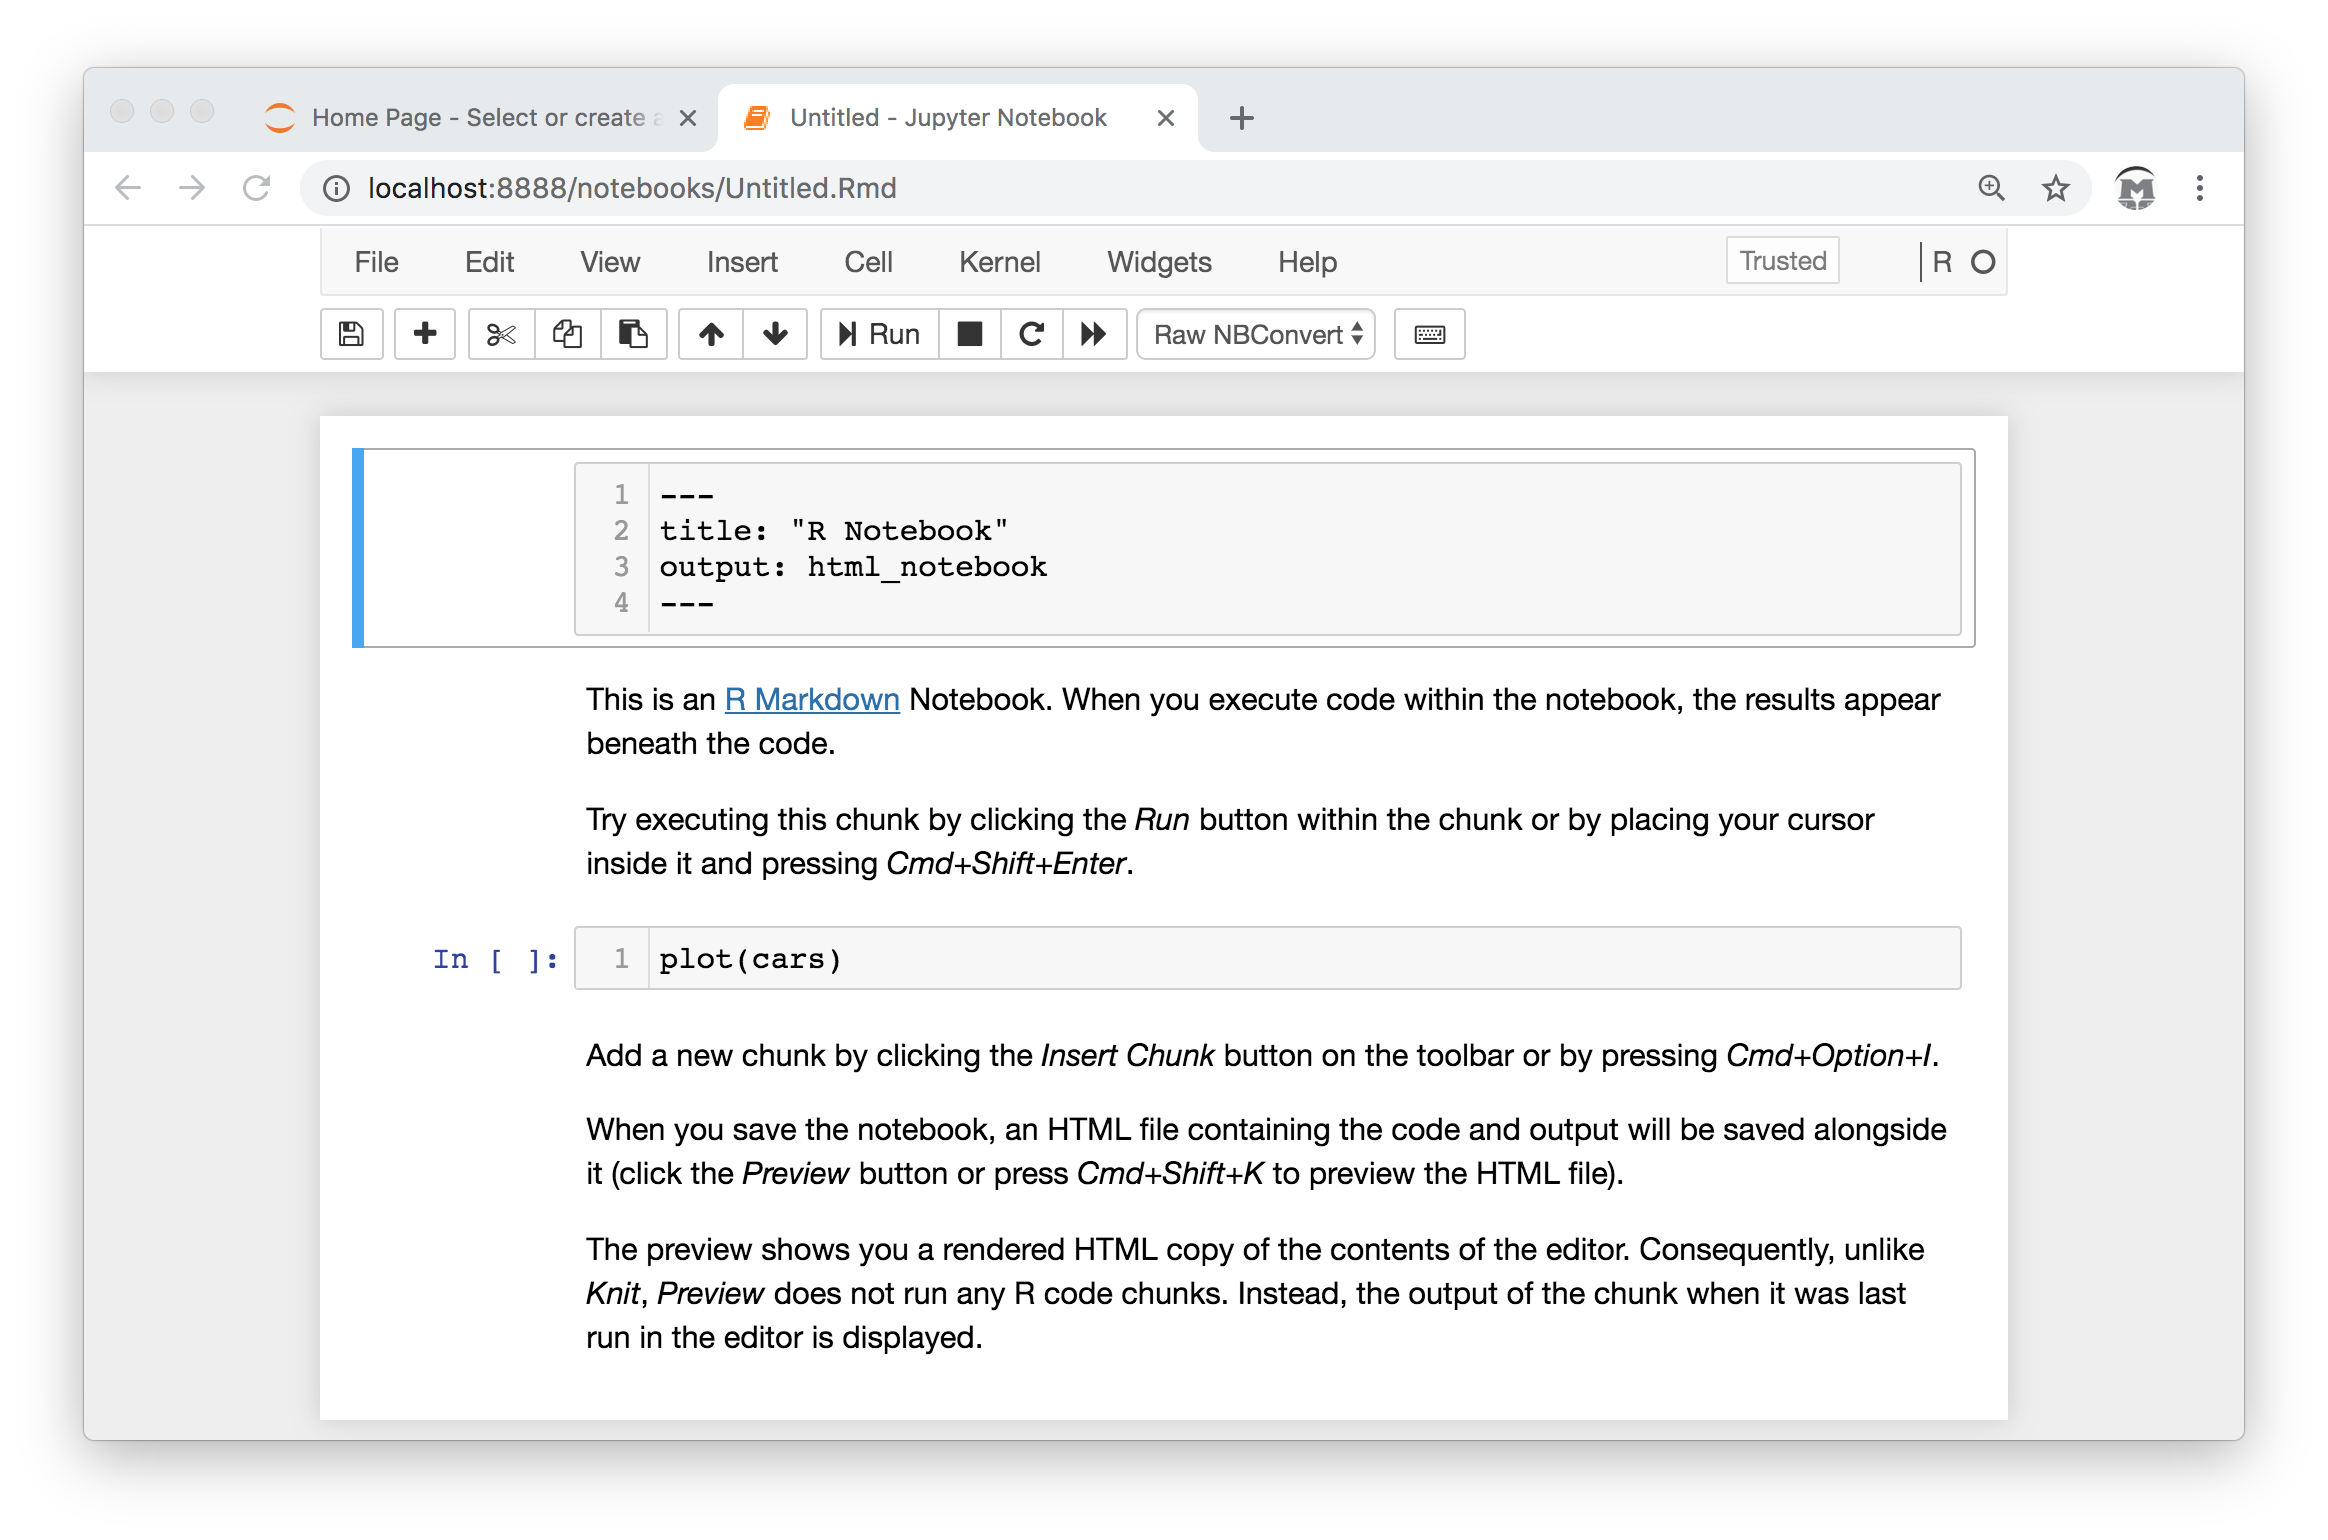 Home Page - Select or create a
Untitled - Jupyter Notebook
localhost:8888/notebooks/Untitled.Rmd
File Edit View Insert Cell Kernel Widgets Help Trusted R
Run Raw NBConvert
1 ---
2 title: "R Notebook"
3 output: html_notebook
4 ---
This is an R Markdown Notebook. When you execute code within the notebook, the results appear
beneath the code.
Try executing this chunk by clicking the Run button within the chunk or by placing your cursor
inside it and pressing Cmd+Shift+Enter.
In [ ]: 1 plot(cars)
Add a new chunk by clicking the Insert Chunk button on the toolbar or by pressing Cmd+Option+I.
When you save the notebook, an HTML file containing the code and output will be saved alongside
it (click the Preview button or press Cmd+Shift+K to preview the HTML file).
The preview shows you a rendered HTML copy of the contents of the editor. Consequently, unlike
Knit, Preview does not run any R code chunks. Instead, the output of the chunk when it was last
run in the editor is displayed.